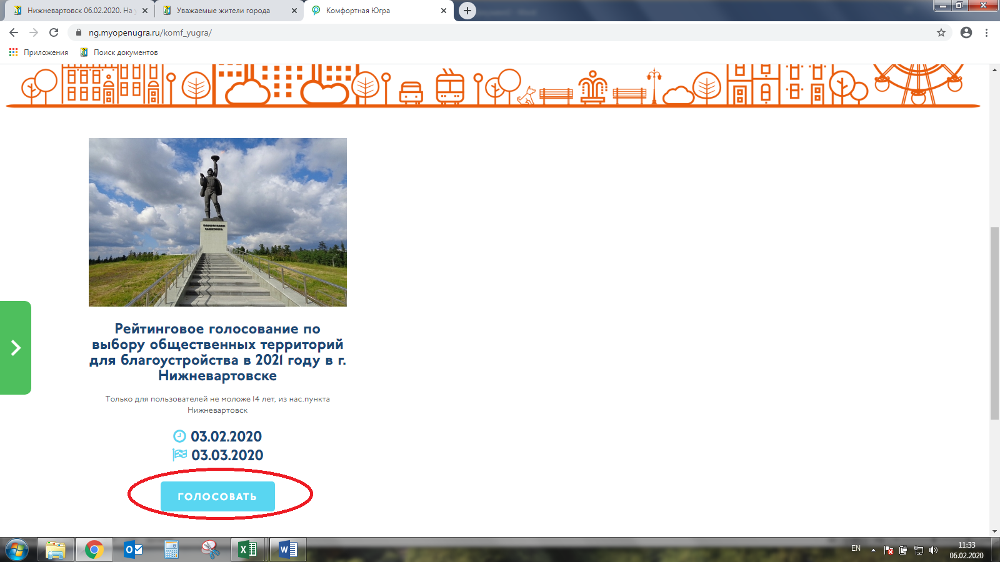 Нижневартовск 06.02.2020. На у
Уважаемые жители города
Комфортная Югра
ng.myopenugra.ru/komf_yugra/
Приложения
Поиск документов
ПОКОРИТЕЛЯМ
САМОТЛОРА
Рейтинговое голосование по
выбору общественных территорий
для благоустройства в 2021 году в г.
Нижневартовске
Только для пользователей не моложе 14 лет, из нас.пункта
Нижневартовск
03.02.2020
03.03.2020
ГОЛОСОВАТЬ
EN
11:33
06.02.2020